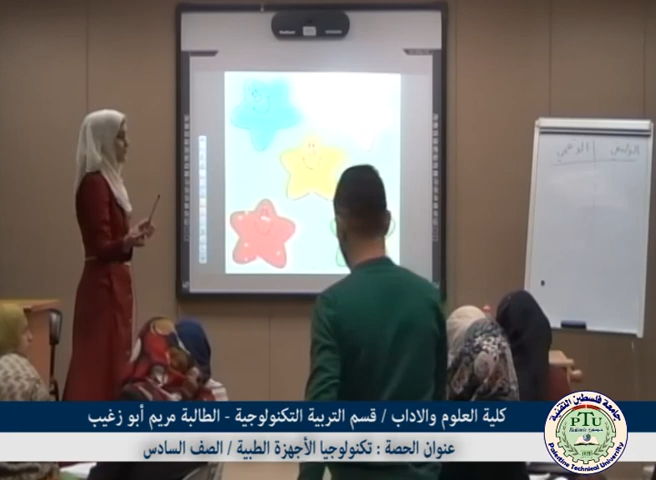 كلية العلوم والاداب / قسم التربية التكنولوجية - الطالبة مريم أبو زغيب
عنوان الحصة : تكنولوجيا الأجهزة الطبية / الصف السادس
جامعة فلسطين التقنية
PTU
Palestine Technical University